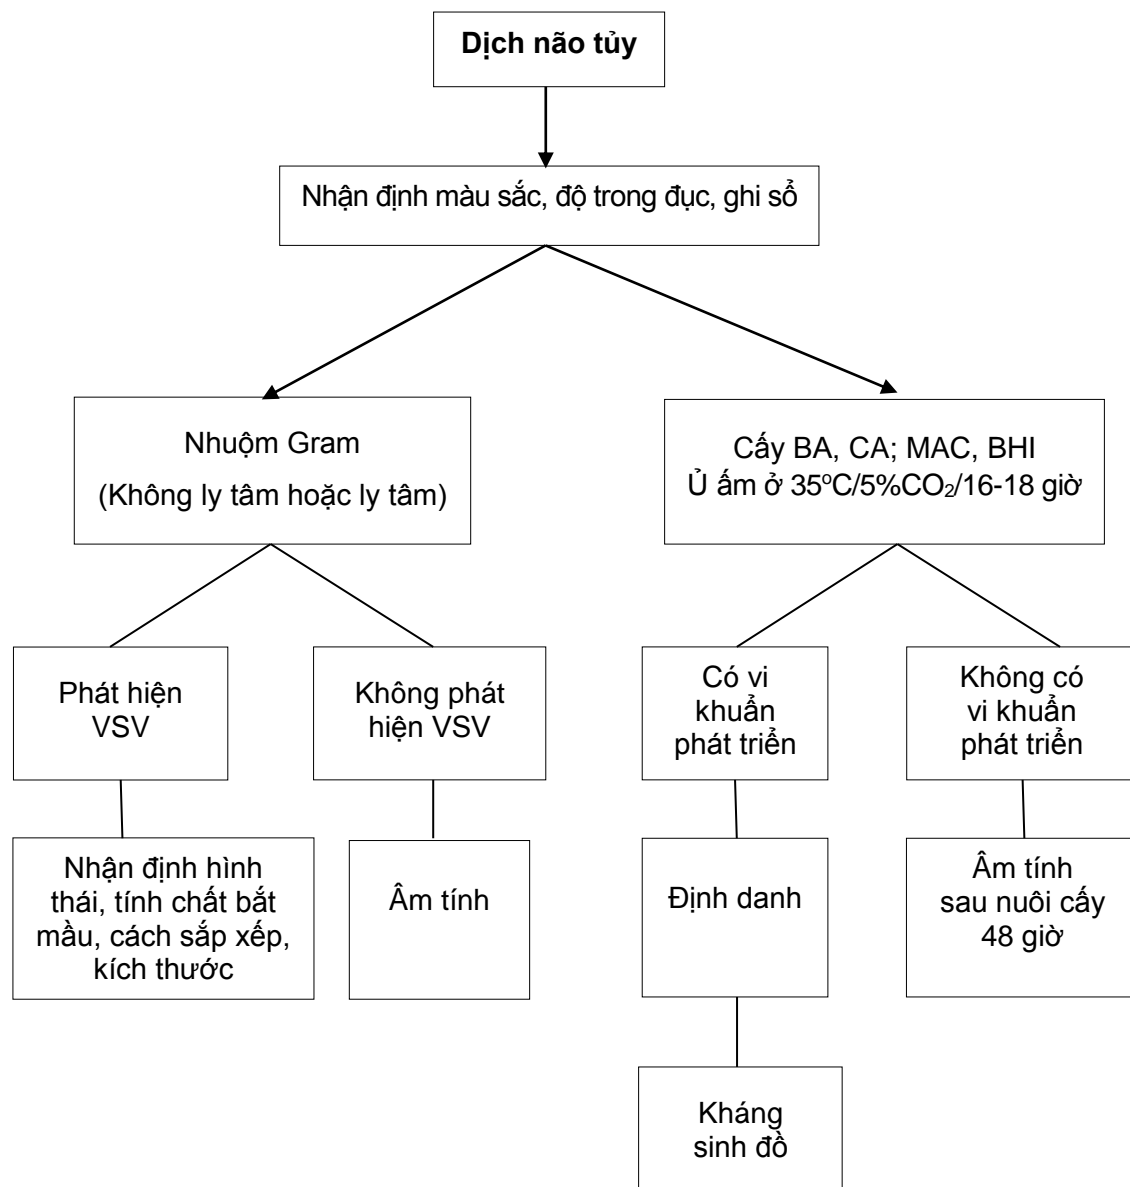 Dịch não tủy
Nhận định màu sắc, độ trong đục, ghi sổ
Nhuộm Gram
(Không ly tâm hoặc ly tâm)
Cấy BA, CA; MAC, BHI
Ủ ấm ở 35ºC/5%CO₂/16-18 giờ
Phát hiện
VSV
Không phát
hiện VSV
Có vi
khuẩn
phát triển
Không có
vi khuẩn
phát triển
Nhận định hình
thái, tính chất bắt
mầu, cách sắp xếp,
kích thước
Âm tính
Định danh
Âm tính
sau nuôi cấy
48 giờ
Kháng
sinh đồ